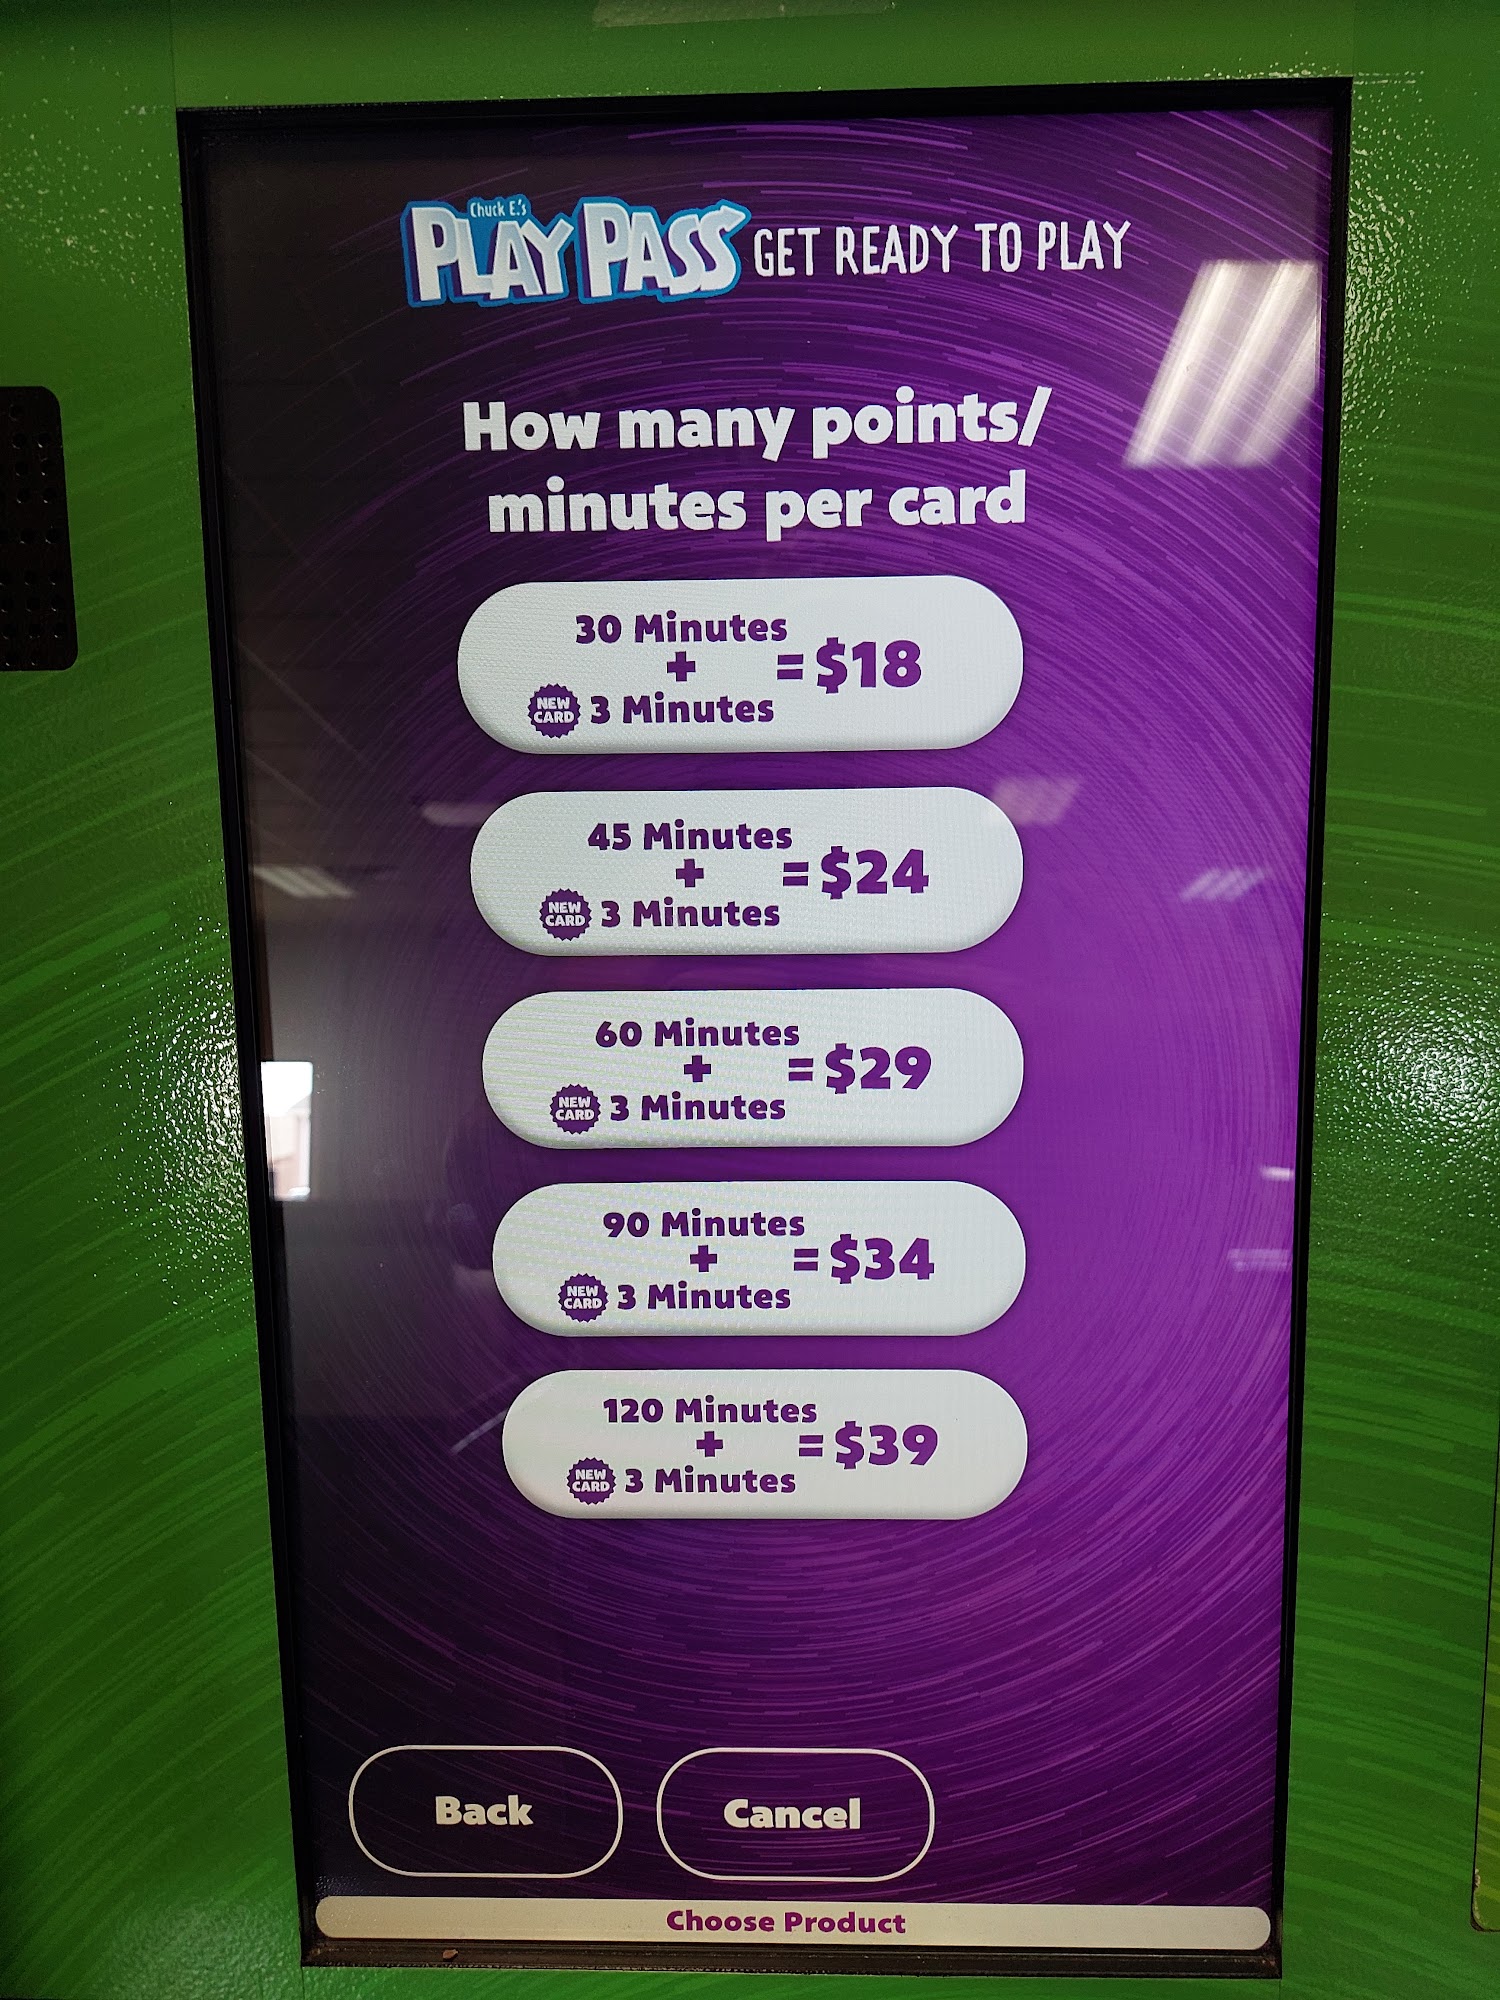 Chuck E.'s
PLAY PASS GET READY TO PLAY
How many points/
minutes per card
30 Minutes
+
= $18
NEW
CARD
3 Minutes
45 Minutes
+
= $24
NEW
CARD
3 Minutes
60 Minutes
+
= $29
NEW
CARD
3 Minutes
90 Minutes
+
= $34
NEW
CARD
3 Minutes
120 Minutes
+
= $39
NEW
CARD
3 Minutes
Back
Cancel
Choose Product